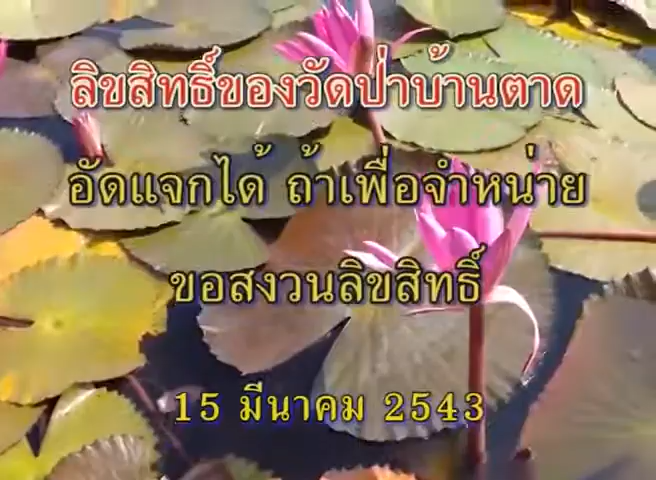 ลิขสิทธิ์ของวัดป่าบ้านตาด
อัดแจกได้ ถ้าเพื่อจำหน่าย
ขอสงวนลิขสิทธิ์
15 มีนาคม 2543